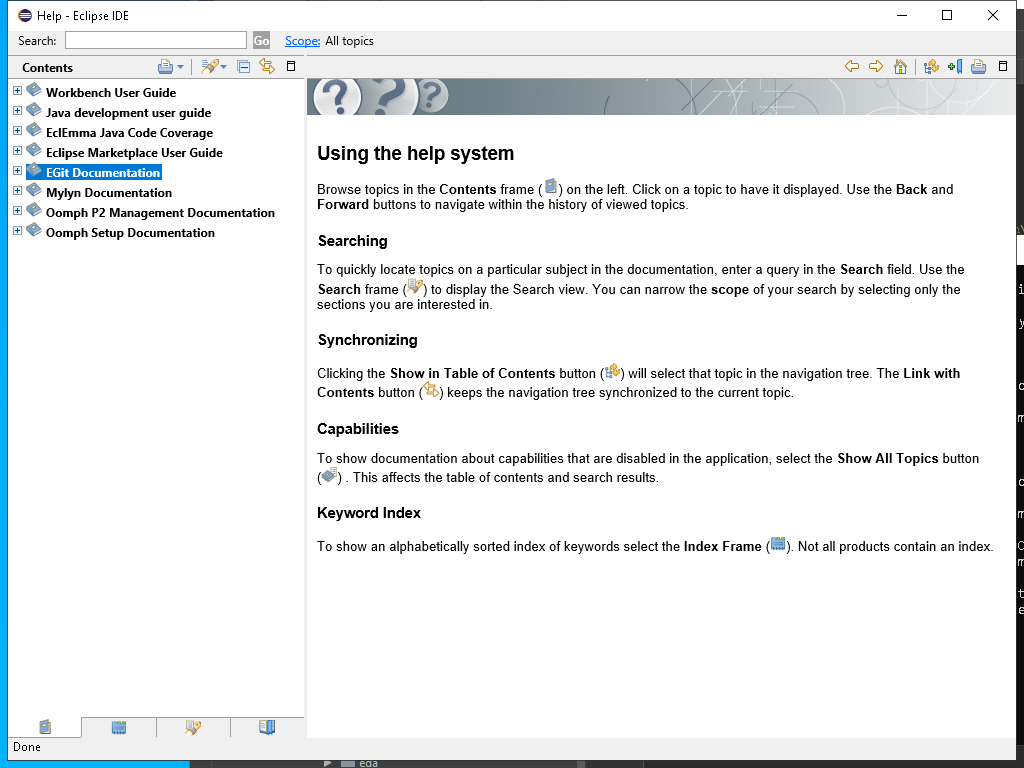 Help - Eclipse IDE
Search:
Go
Scope: All topics
Contents
Workbench User Guide
Java development user guide
EclEmma Java Code Coverage
Eclipse Marketplace User Guide
EGit Documentation
Mylyn Documentation
Oomph P2 Management Documentation
Oomph Setup Documentation
Using the help system
Browse topics in the Contents frame ( ) on the left. Click on a topic to have it displayed. Use the Back and
Forward buttons to navigate within the history of viewed topics.
Searching
To quickly locate topics on a particular subject in the documentation, enter a query in the Search field. Use the
Search frame ( ) to display the Search view. You can narrow the scope of your search by selecting only the
sections you are interested in.
Synchronizing
Clicking the Show in Table of Contents button ( ) will select that topic in the navigation tree. The Link with
Contents button ( ) keeps the navigation tree synchronized to the current topic.
Capabilities
To show documentation about capabilities that are disabled in the application, select the Show All Topics button
( ) . This affects the table of contents and search results.
Keyword Index
To show an alphabetically sorted index of keywords select the Index Frame ( ). Not all products contain an index.
Done
eda